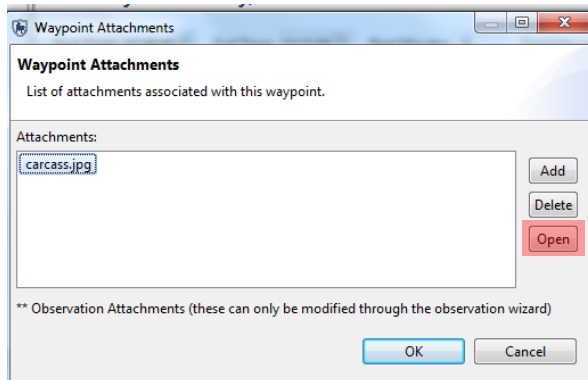 Waypoint Attachments
Waypoint Attachments
List of attachments associated with this waypoint.
Attachments:
carcass.jpg
Add
Delete
Open
** Observation Attachments (these can only be modified through the observation wizard)
OK
Cancel